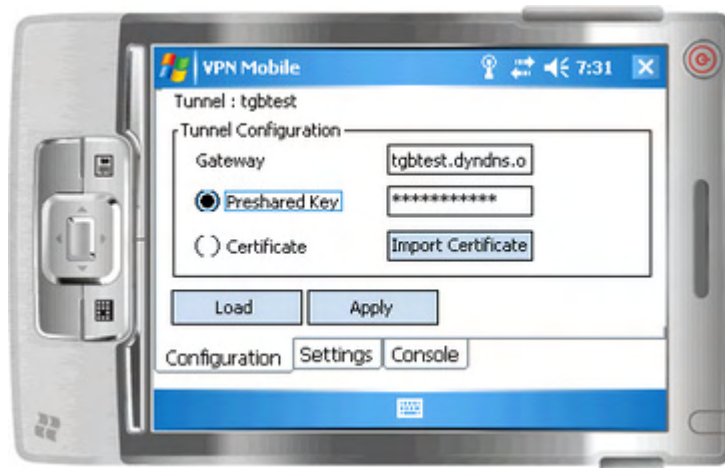 VPN Mobile 7:31
Tunnel : tgbtest
Tunnel Configuration
Gateway tgbtest.dyndns.o
Preshared Key ***********
Certificate Import Certificate
Load Apply
Configuration Settings Console